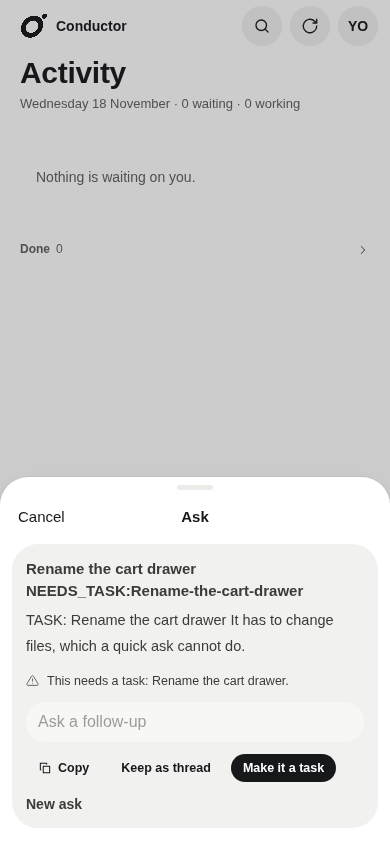 Conductor
YO
Activity
Wednesday 18 November · 0 waiting · 0 working
Nothing is waiting on you.
Done 0
Cancel
Ask
Rename the cart drawer
NEEDS_TASK:Rename-the-cart-drawer
TASK: Rename the cart drawer It has to change
files, which a quick ask cannot do.
This needs a task: Rename the cart drawer.
Ask a follow-up
Copy
Keep as thread
Make it a task
New ask